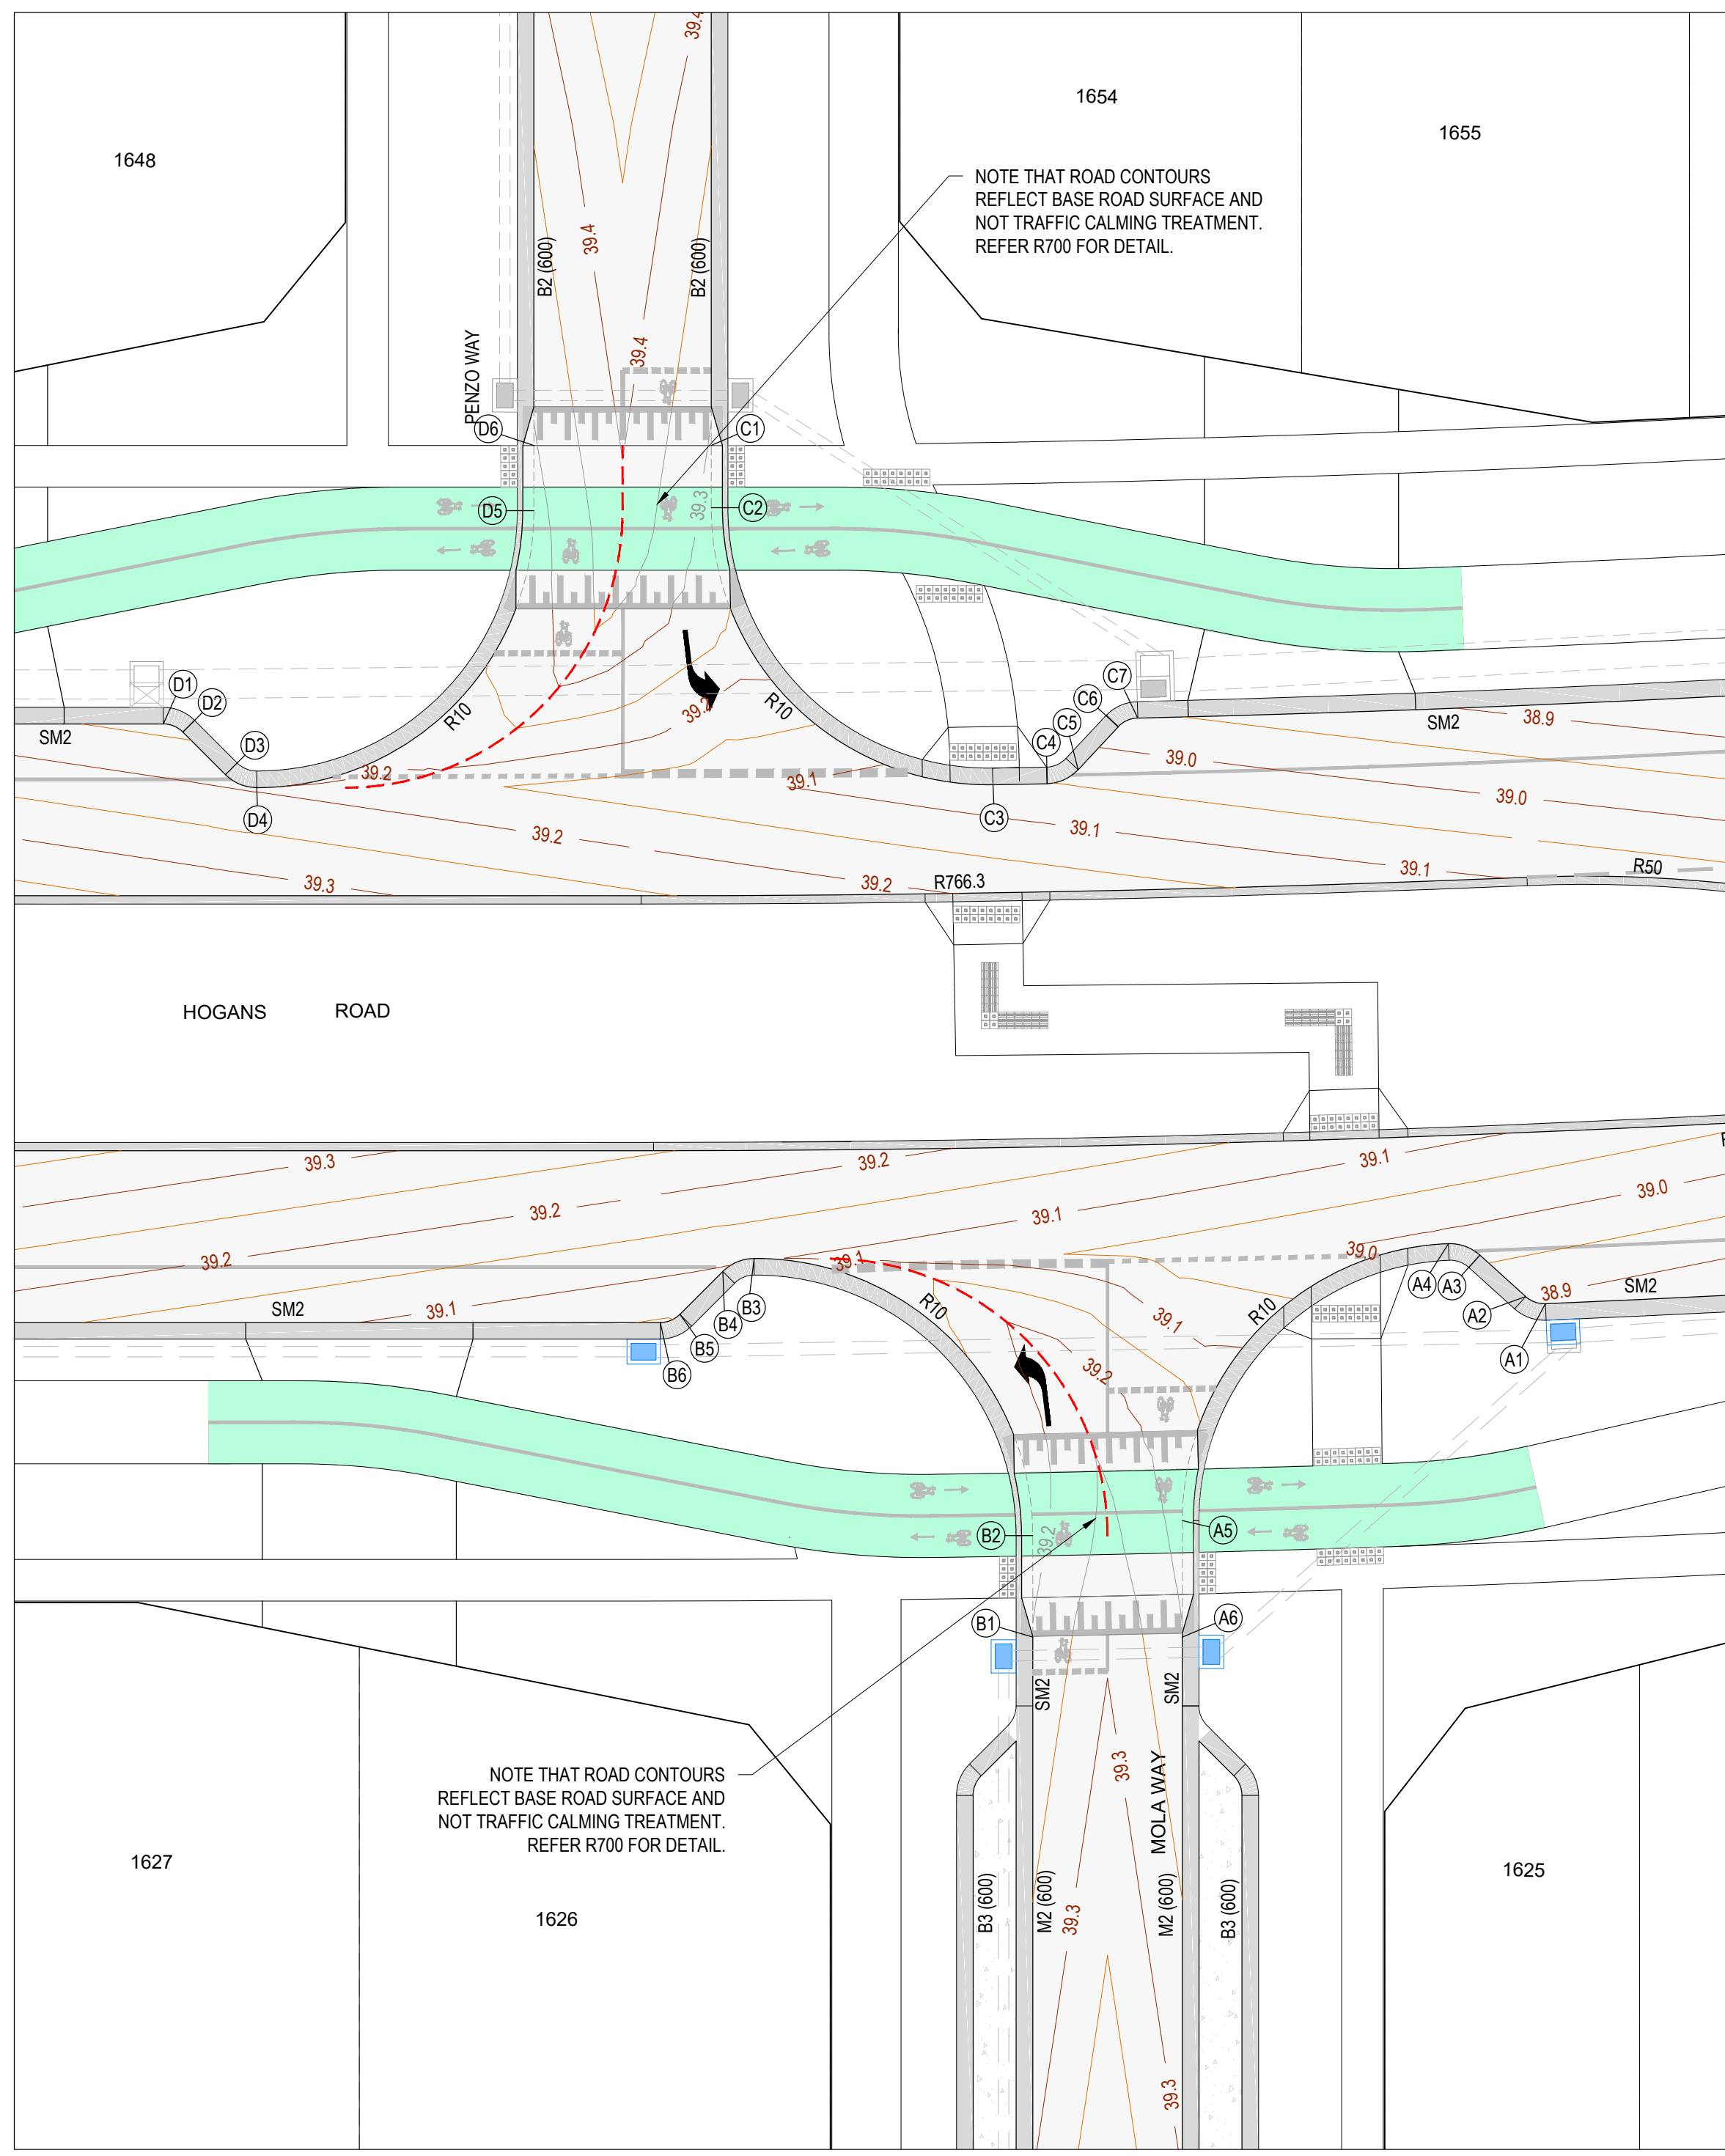 39.4
1654
1655
1648
NOTE THAT ROAD CONTOURS
REFLECT BASE ROAD SURFACE AND
NOT TRAFFIC CALMING TREATMENT.
REFER R700 FOR DETAIL.
39.4
B2 (600)
B2 (600)
39.4
PENZO WAY
D6
C1
D5
39.3
C2
D1
D2
R10
39.2
R10
C7
C6
C5
C4
SM2
D3
SM2
38.9
39.2
39.1
39.0
39.0
D4
C3
39.2
39.1
39.3
39.2
R766.3
39.1
R50
HOGANS ROAD
39.3
39.2
39.1
39.2
39.1
39.0
39.2
39.1
39.0
SM2
39.1
B3
B4
B5
B6
R10
39.1
R10
A4
A3
A2
A1
38.9
SM2
39.2
B2
39.2
A5
B1
A6
SM2
SM2
NOTE THAT ROAD CONTOURS
REFLECT BASE ROAD SURFACE AND
NOT TRAFFIC CALMING TREATMENT.
REFER R700 FOR DETAIL.
39.3
MOLA WAY
1627
1626
1625
B3 (600)
M2 (600)
39.3
M2 (600)
B3 (600)
39.3